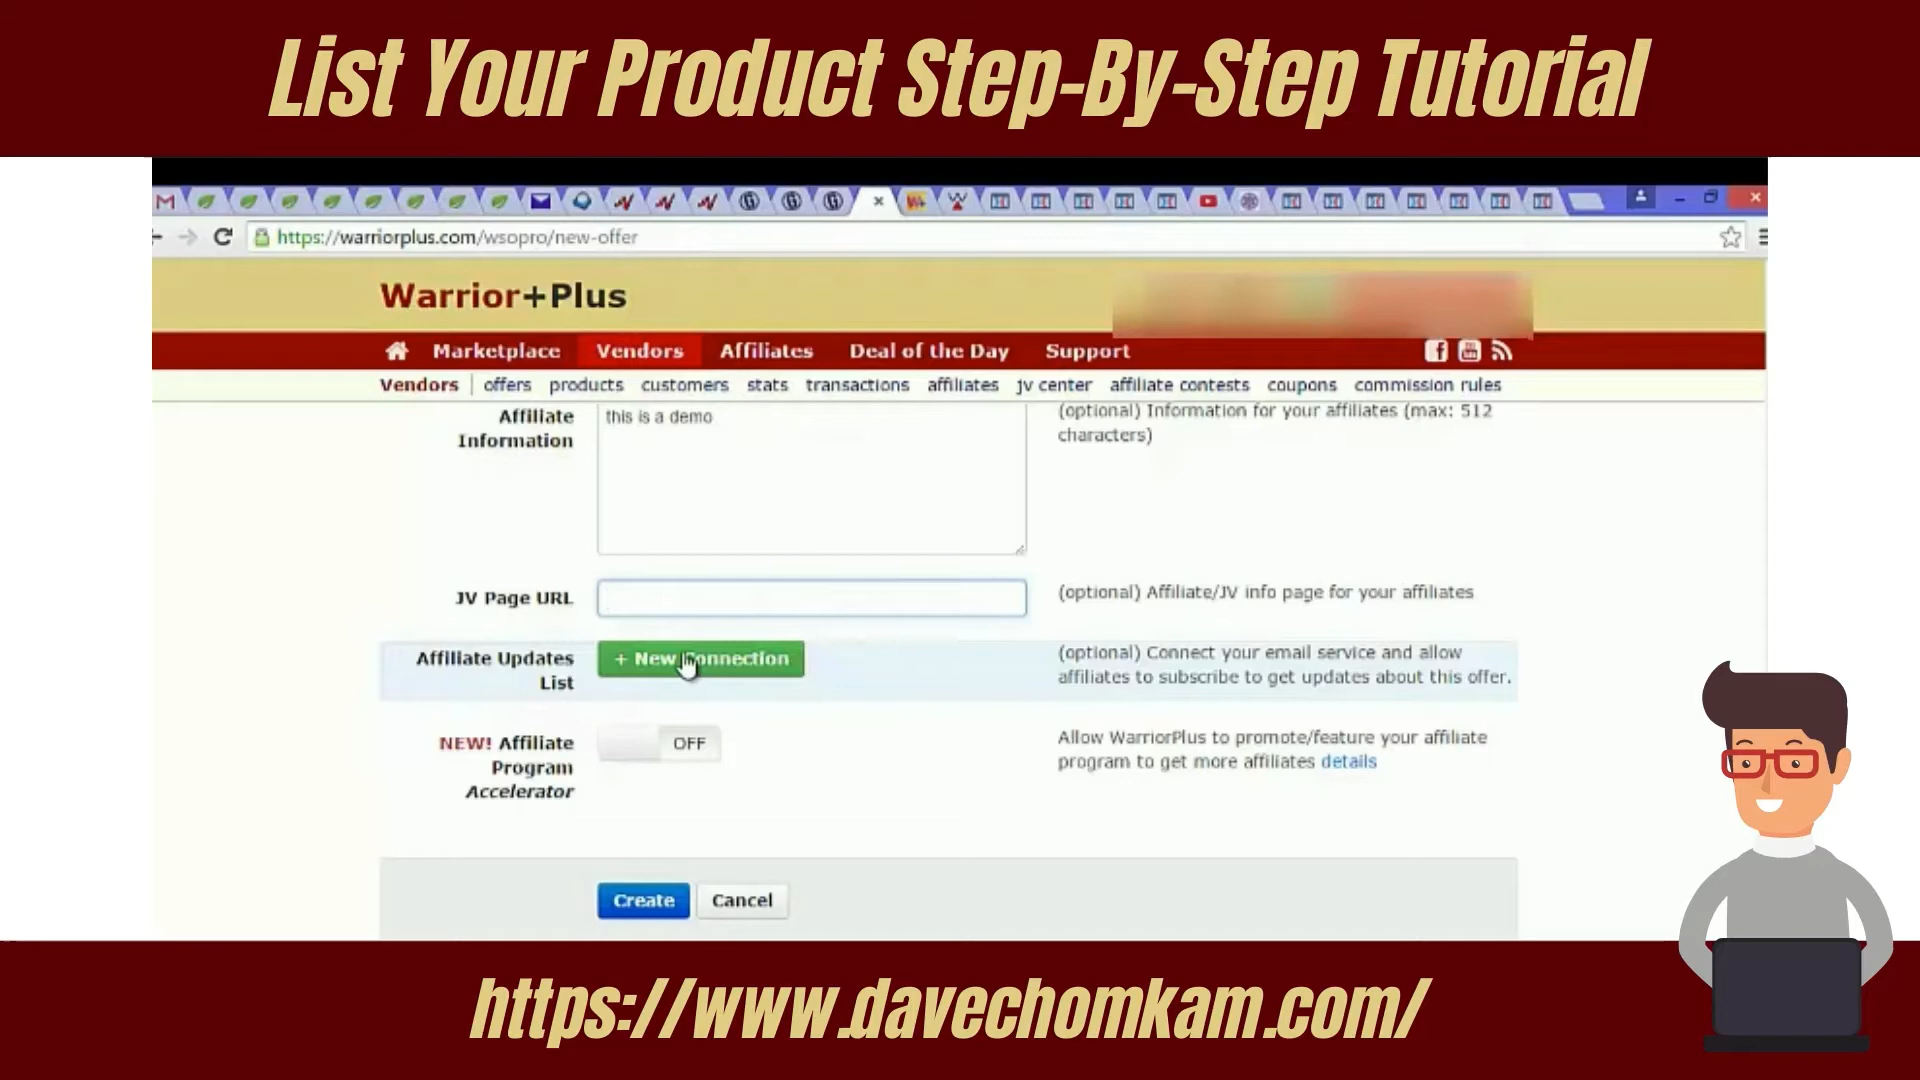 List Your Product Step-By-Step Tutorial
https://warriorplus.com/wsopro/new-offer
Warrior+Plus
Marketplace Vendors Affiliates Deal of the Day Support
Vendors offers products customers stats transactions affiliates jv center affiliate contests coupons commission rules
Affiliate
Information
this is a demo
(optional) Information for your affiliates (max: 512
characters)
JV Page URL
(optional) Affiliate/JV info page for your affiliates
Affiliate Updates
List
+ New Connection
(optional) Connect your email service and allow
affiliates to subscribe to get updates about this offer.
NEW! Affiliate
Program
Accelerator
OFF
Allow WarriorPlus to promote/feature your affiliate
program to get more affiliates details
Create Cancel
https://www.davechomkam.com/